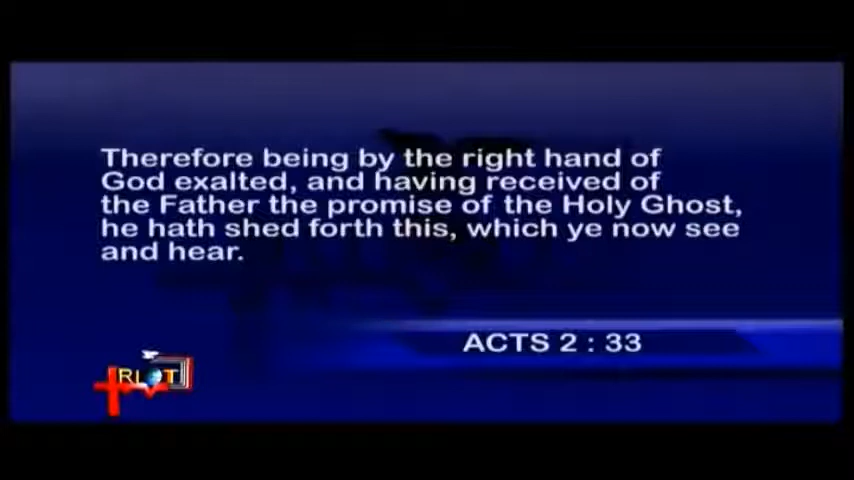 Therefore being by the right hand of
God exalted, and having received of
the Father the promise of the Holy Ghost,
he hath shed forth this, which ye now see
and hear.
ACTS 2 : 33
RLOT